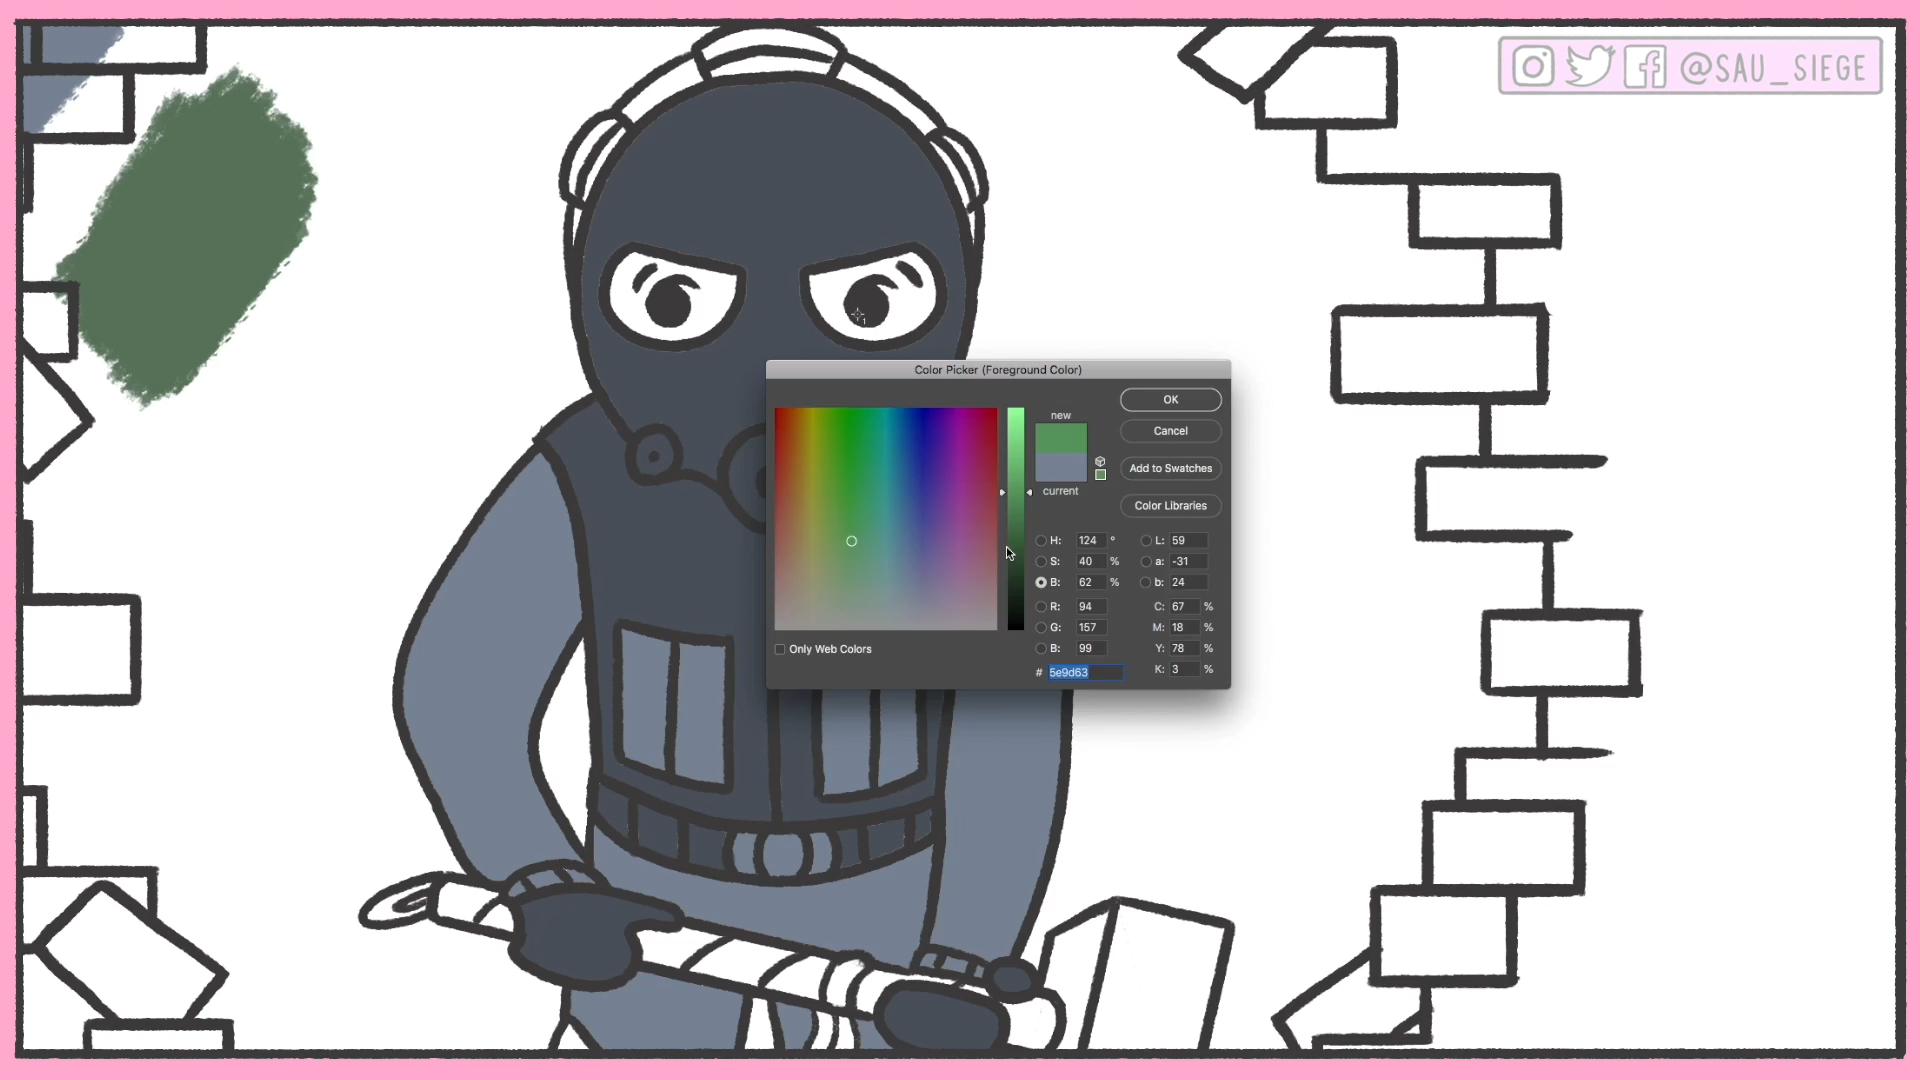 @SAU_SIEGE
Color Picker (Foreground Color)
OK
new
Cancel
Add to Swatches
current
Color Libraries
H: 124 °
L: 59
S: 40 %
a: -31
B: 62 %
b: 24
R: 94
C: 67 %
G: 157
M: 18 %
Only Web Colors
B: 99
Y: 78 %
# 5e9d63
K: 3 %